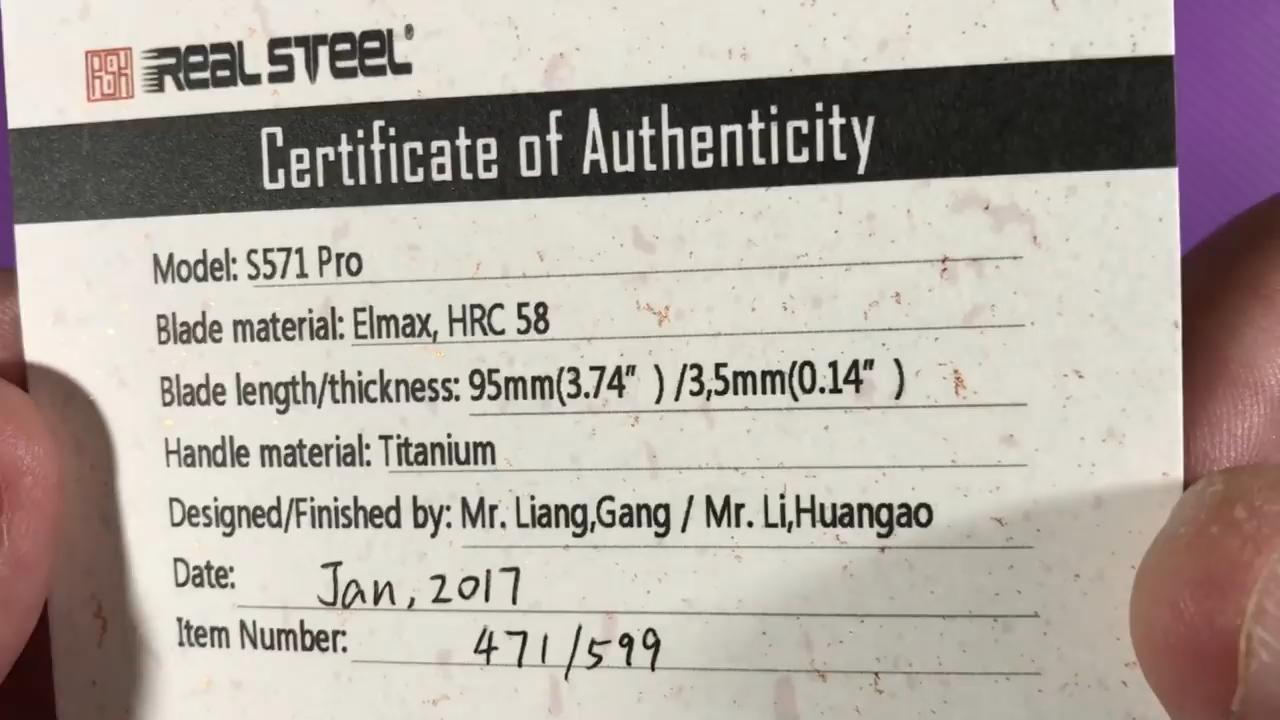 RSK REAL STEEL®
Certificate of Authenticity
Model: S571 Pro
Blade material: Elmax, HRC 58
Blade length/thickness: 95mm(3.74″ ) /3,5mm(0.14″ )
Handle material: Titanium
Designed/Finished by: Mr. Liang,Gang / Mr. Li,Huangao
Date: Jan, 2017
Item Number: 471/599